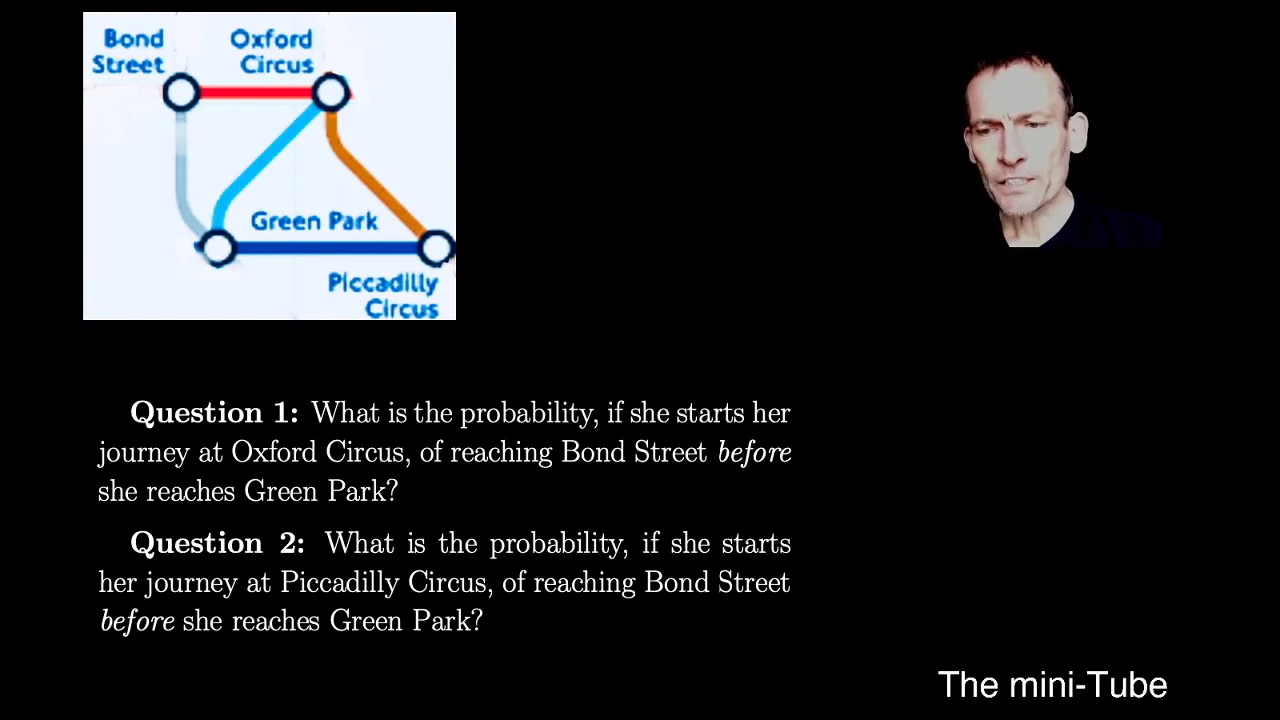 Bond
Street
Oxford
Circus
Green Park
Piccadilly
Circus
Question 1: What is the probability, if she starts her
journey at Oxford Circus, of reaching Bond Street before
she reaches Green Park?
Question 2: What is the probability, if she starts
her journey at Piccadilly Circus, of reaching Bond Street
before she reaches Green Park?
The mini-Tube